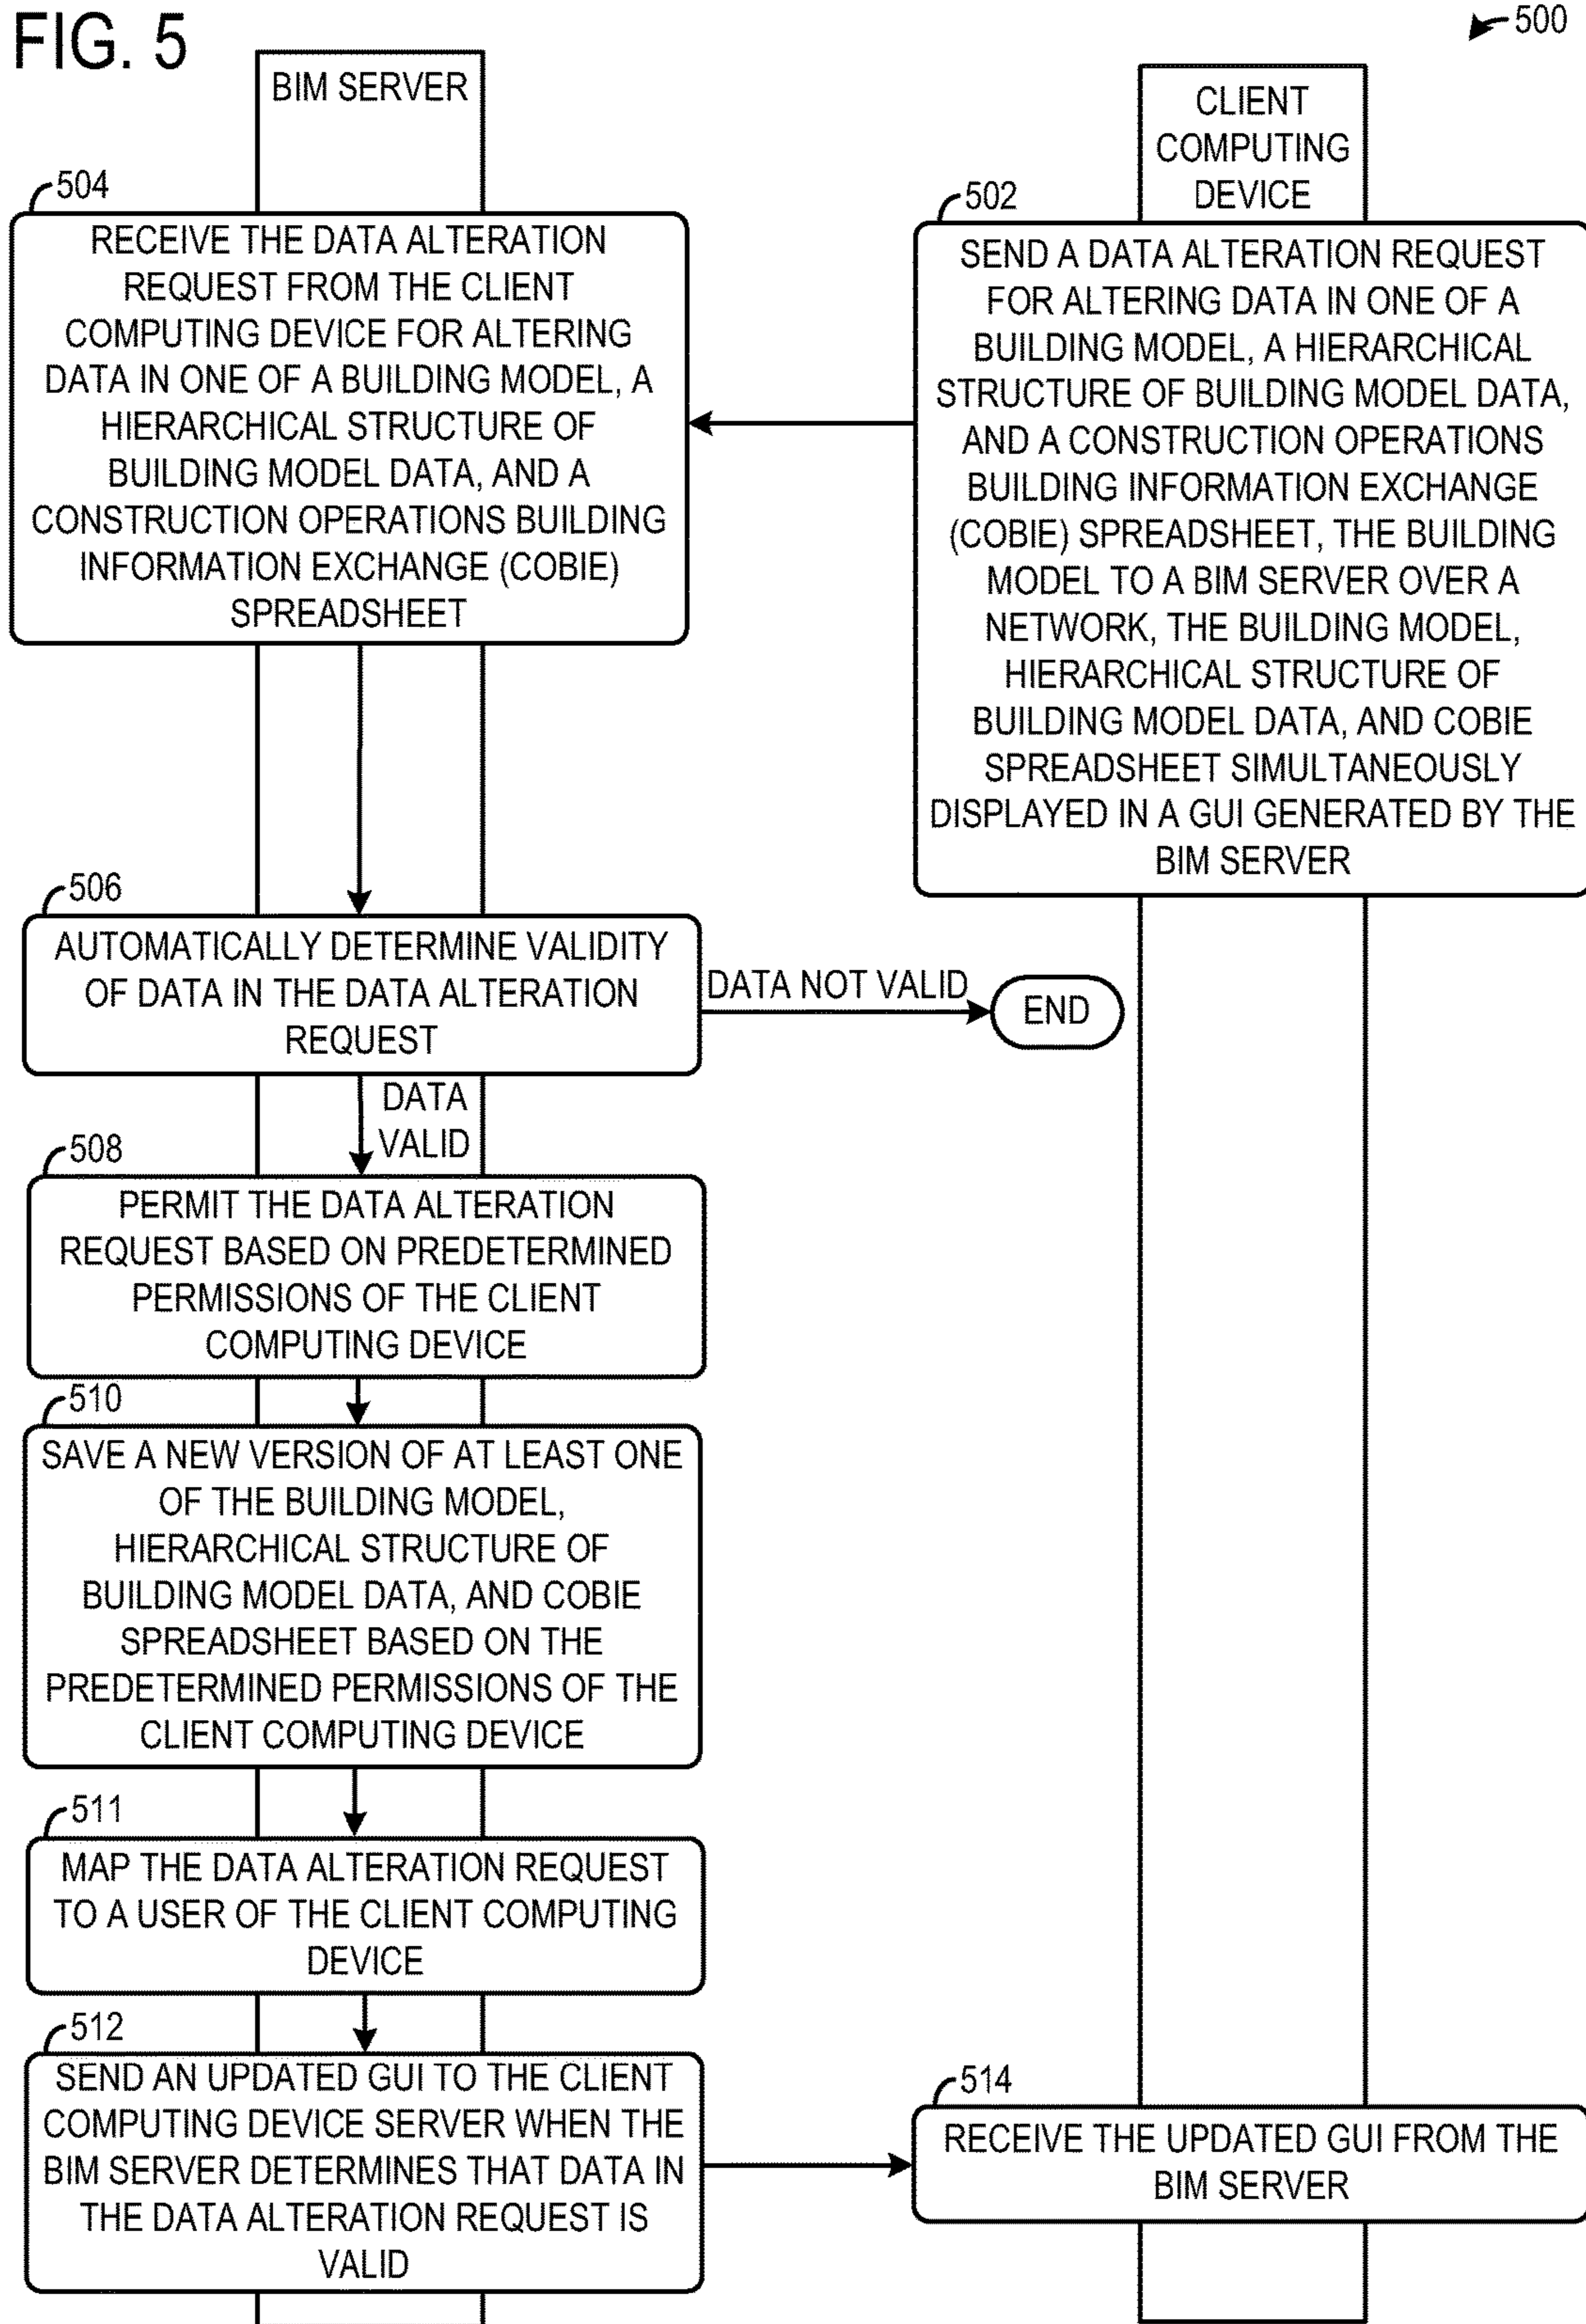 FIG. 5
500
BIM SERVER
CLIENT
COMPUTING
DEVICE
502
SEND A DATA ALTERATION REQUEST
FOR ALTERING DATA IN ONE OF A
BUILDING MODEL, A HIERARCHICAL
STRUCTURE OF BUILDING MODEL DATA,
AND A CONSTRUCTION OPERATIONS
BUILDING INFORMATION EXCHANGE
(COBIE) SPREADSHEET, THE BUILDING
MODEL TO A BIM SERVER OVER A
NETWORK, THE BUILDING MODEL,
HIERARCHICAL STRUCTURE OF
BUILDING MODEL DATA, AND COBIE
SPREADSHEET SIMULTANEOUSLY
DISPLAYED IN A GUI GENERATED BY THE
BIM SERVER
504
RECEIVE THE DATA ALTERATION
REQUEST FROM THE CLIENT
COMPUTING DEVICE FOR ALTERING
DATA IN ONE OF A BUILDING MODEL, A
HIERARCHICAL STRUCTURE OF
BUILDING MODEL DATA, AND A
CONSTRUCTION OPERATIONS BUILDING
INFORMATION EXCHANGE (COBIE)
SPREADSHEET
506
AUTOMATICALLY DETERMINE VALIDITY
OF DATA IN THE DATA ALTERATION
REQUEST
DATA NOT VALID
END
DATA
VALID
508
PERMIT THE DATA ALTERATION
REQUEST BASED ON PREDETERMINED
PERMISSIONS OF THE CLIENT
COMPUTING DEVICE
510
SAVE A NEW VERSION OF AT LEAST ONE
OF THE BUILDING MODEL,
HIERARCHICAL STRUCTURE OF
BUILDING MODEL DATA, AND COBIE
SPREADSHEET BASED ON THE
PREDETERMINED PERMISSIONS OF THE
CLIENT COMPUTING DEVICE
511
MAP THE DATA ALTERATION REQUEST
TO A USER OF THE CLIENT COMPUTING
DEVICE
512
SEND AN UPDATED GUI TO THE CLIENT
COMPUTING DEVICE SERVER WHEN THE
BIM SERVER DETERMINES THAT DATA IN
THE DATA ALTERATION REQUEST IS
VALID
514
RECEIVE THE UPDATED GUI FROM THE
BIM SERVER